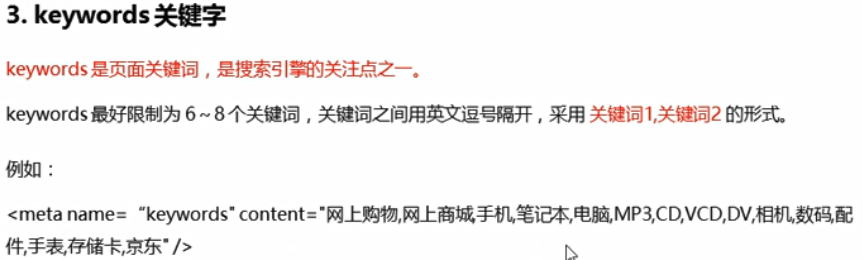 3. keywords关键字
keywords是页面关键词，是搜索引擎的关注点之一。
keywords最好限制为6~8个关键词，关键词之间用英文逗号隔开，采用 关键词1,关键词2 的形式。
例如：
<meta name= “keywords" content="网上购物,网上商城,手机,笔记本,电脑,MP3,CD,VCD,DV,相机,数码,配
件,手表,存储卡,京东" />